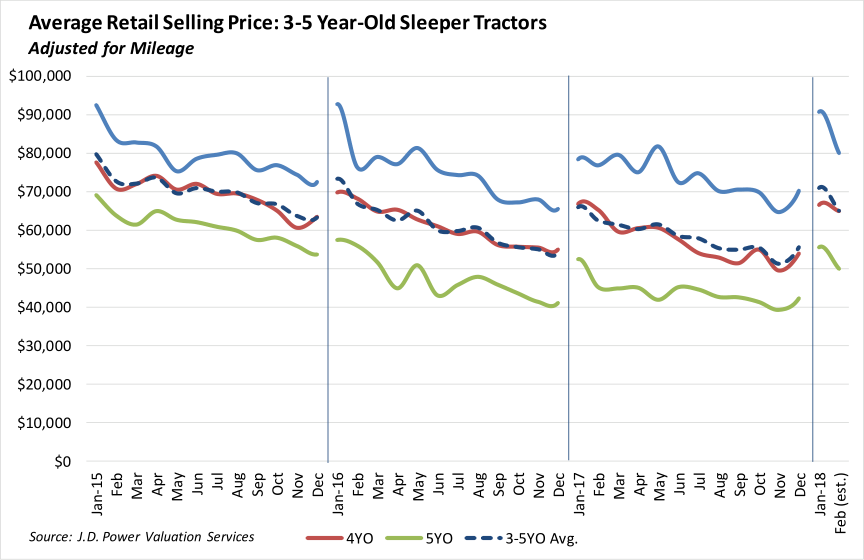 Average Retail Selling Price: 3-5 Year-Old Sleeper Tractors
Adjusted for Mileage
$100,000
$90,000
$80,000
$70,000
$60,000
$50,000
$40,000
$30,000
$20,000
$10,000
$0
Jan-15
Feb
Mar
Apr
May
Jun
Jul
Aug
Sep
Oct
Nov
Dec
Jan-16
Feb
Mar
Apr
May
Jun
Jul
Aug
Sep
Oct
Nov
Dec
Jan-17
Feb
Mar
Apr
May
Jun
Jul
Aug
Sep
Oct
Nov
Dec
Jan-18
Feb (est.)
Source: J.D. Power Valuation Services
4YO
5YO
3-5YO Avg.